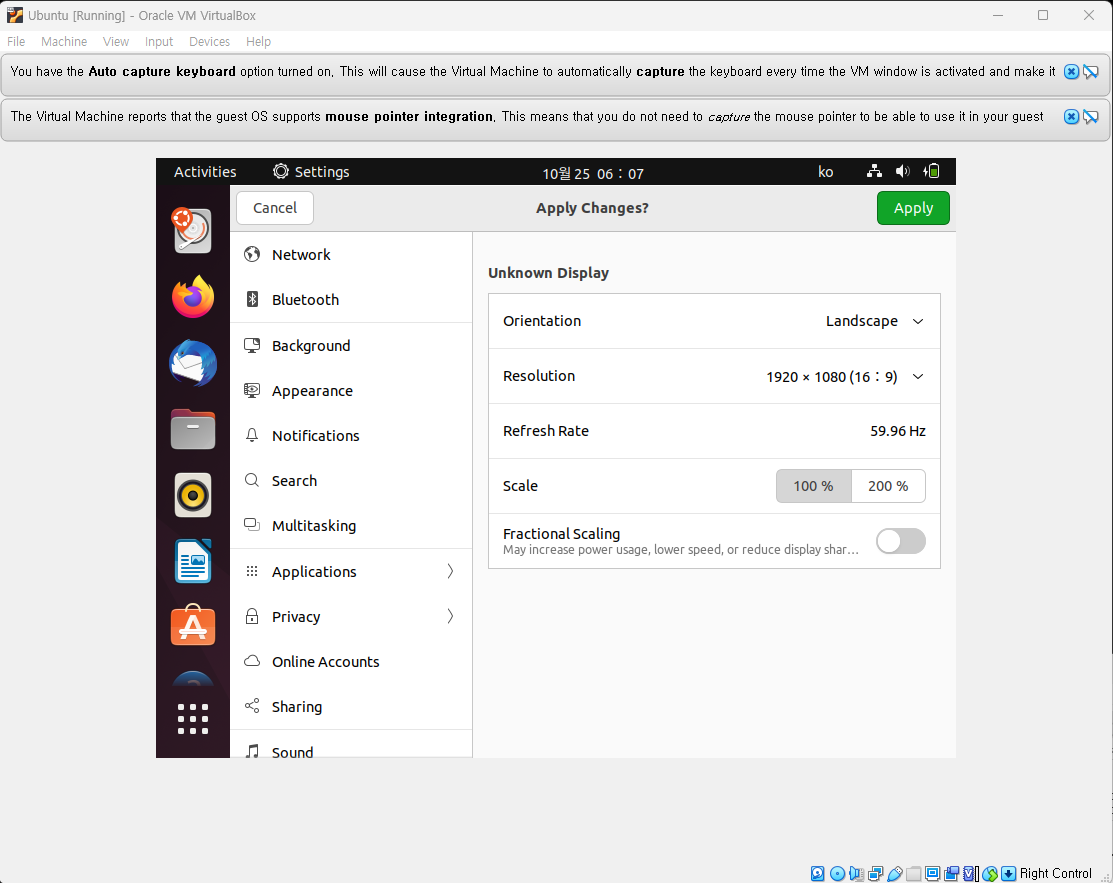 Ubuntu [Running] - Oracle VM VirtualBox
File Machine View Input Devices Help
You have the Auto capture keyboard option turned on. This will cause the Virtual Machine to automatically capture the keyboard every time the VM window is activated and make it
The Virtual Machine reports that the guest OS supports mouse pointer integration. This means that you do not need to capture the mouse pointer to be able to use it in your guest
Activities Settings 10월 25 06 : 07 ko
Cancel Apply Changes? Apply
Network
Bluetooth
Background
Appearance
Notifications
Search
Multitasking
Applications
Privacy
Online Accounts
Sharing
Sound
Unknown Display
Orientation Landscape
Resolution 1920 × 1080 (16 : 9)
Refresh Rate 59.96 Hz
Scale 100 % 200 %
Fractional Scaling
May increase power usage, lower speed, or reduce display shar…
Right Control